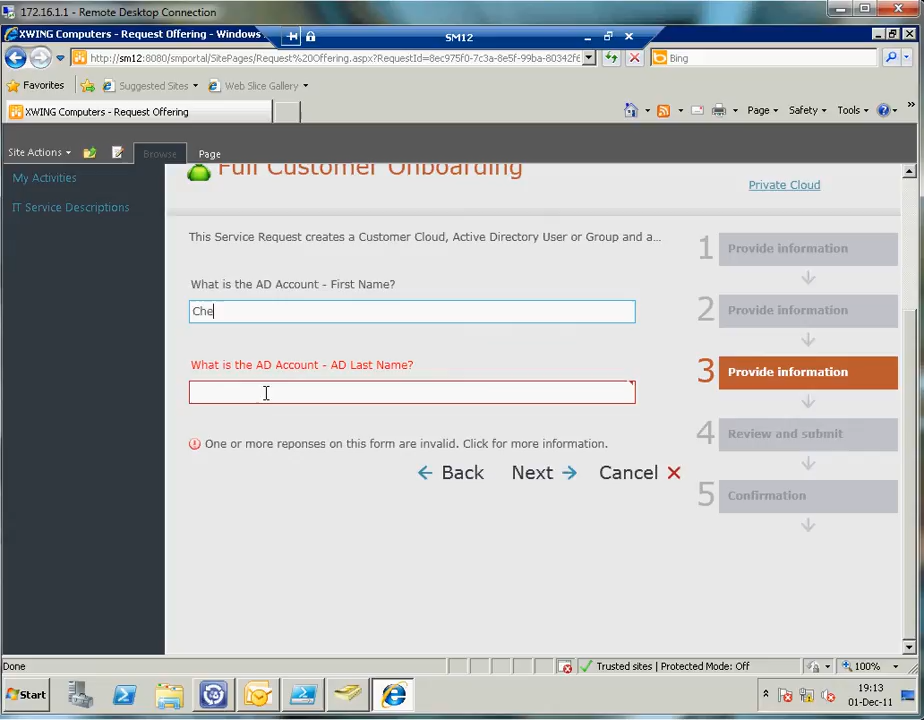 172.16.1.1 - Remote Desktop Connection
XWING Computers - Request Offering - Windows
SM12
http://sm12:8080/smportal/SitePages/Request%20Offering.aspx?RequestId=8ec975f0-7c3a-8e5f-99ba-80342f6
Bing
Favorites
Suggested Sites
Web Slice Gallery
XWING Computers - Request Offering
Page
Safety
Tools
Site Actions
Browse
Page
My Activities
IT Service Descriptions
Full Customer Onboarding
Private Cloud
This Service Request creates a Customer Cloud, Active Directory User or Group and a...
What is the AD Account - First Name?
Che
What is the AD Account - AD Last Name?
One or more reponses on this form are invalid. Click for more information.
Back
Next
Cancel
1 Provide information
2 Provide information
3 Provide information
4 Review and submit
5 Confirmation
Done
Trusted sites | Protected Mode: Off
100%
Start
19:13
01-Dec-11